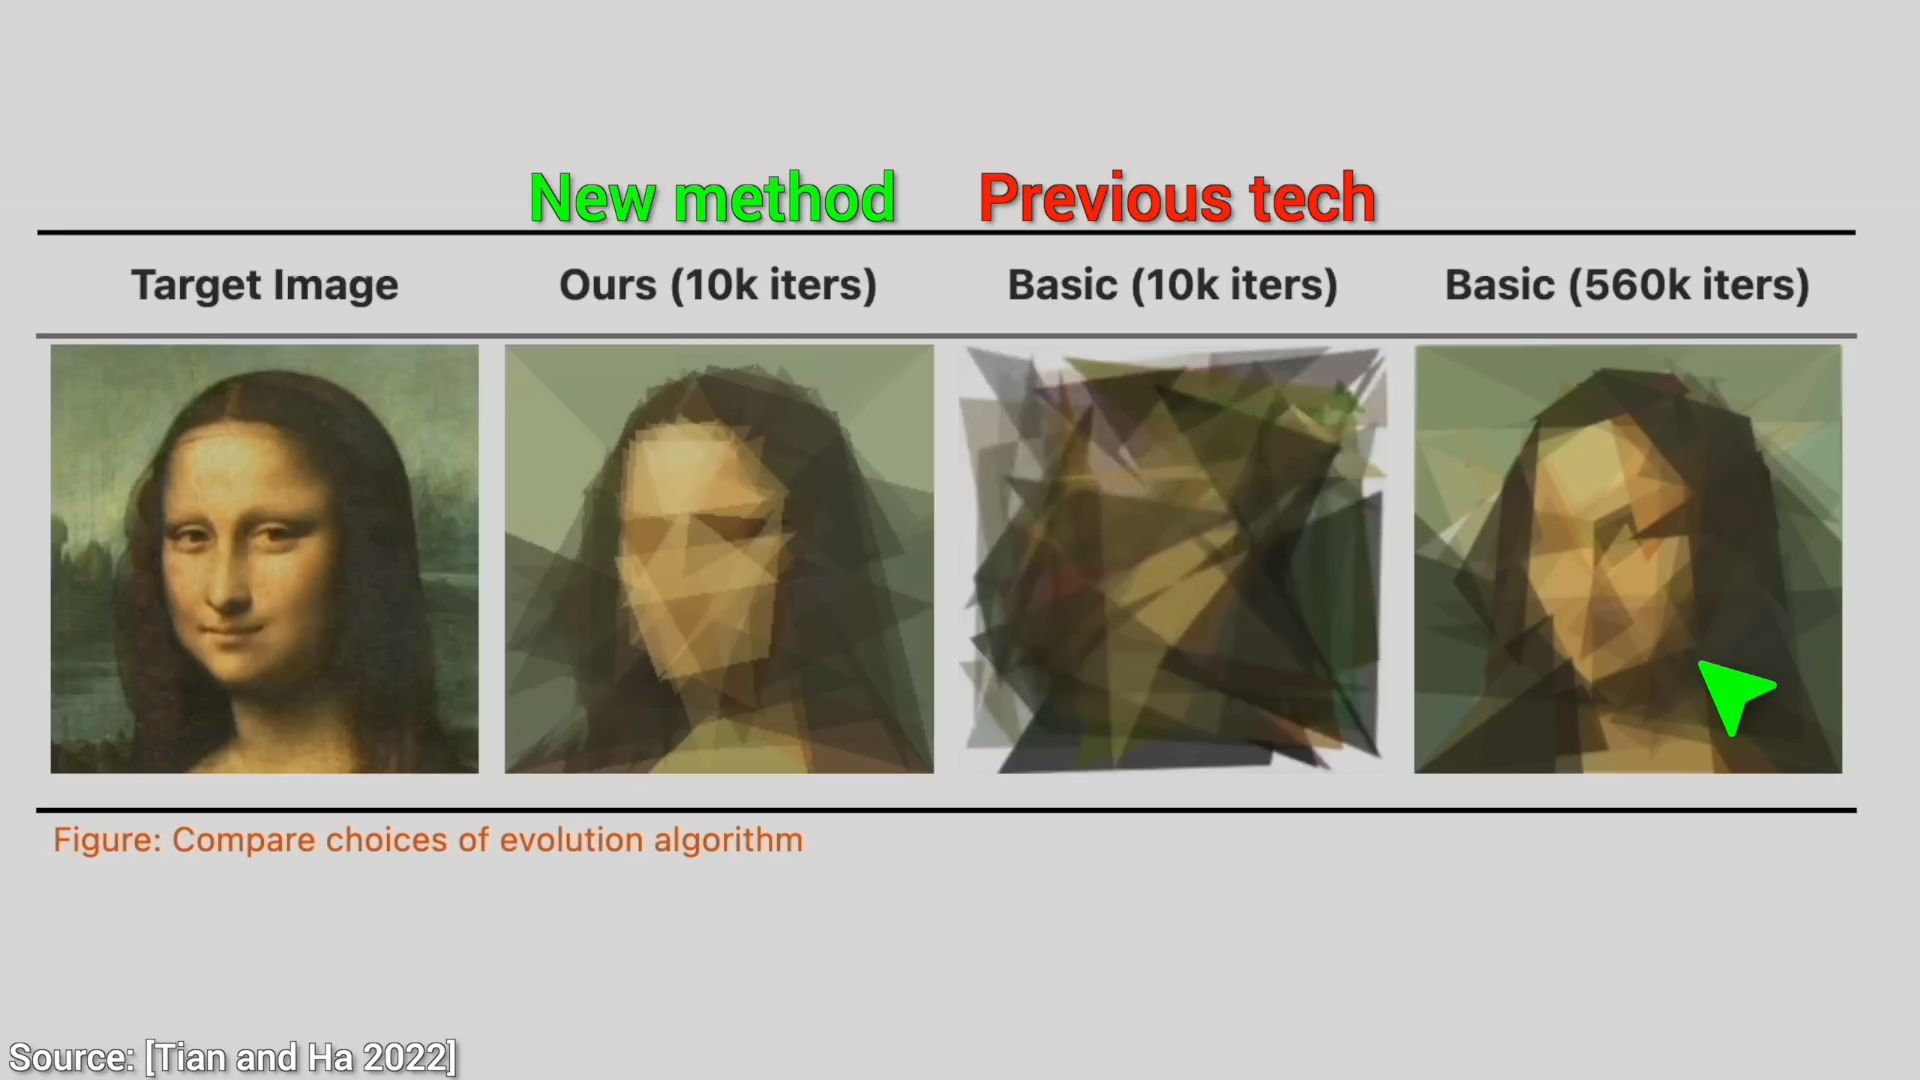 New method Previous tech
Target Image Ours (10k iters) Basic (10k iters) Basic (560k iters)
Figure: Compare choices of evolution algorithm
Source: [Tian and Ha 2022]